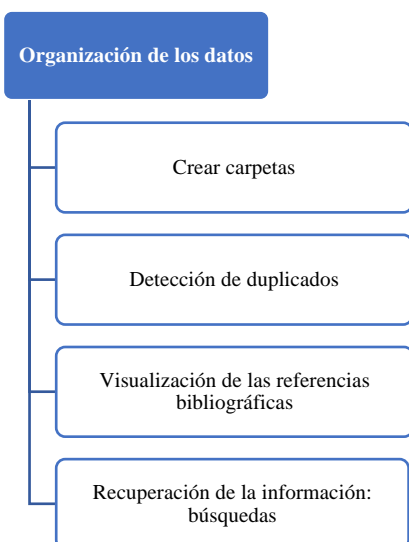 Organización de los datos
Crear carpetas
Detección de duplicados
Visualización de las referencias
bibliográficas
Recuperación de la información:
búsquedas